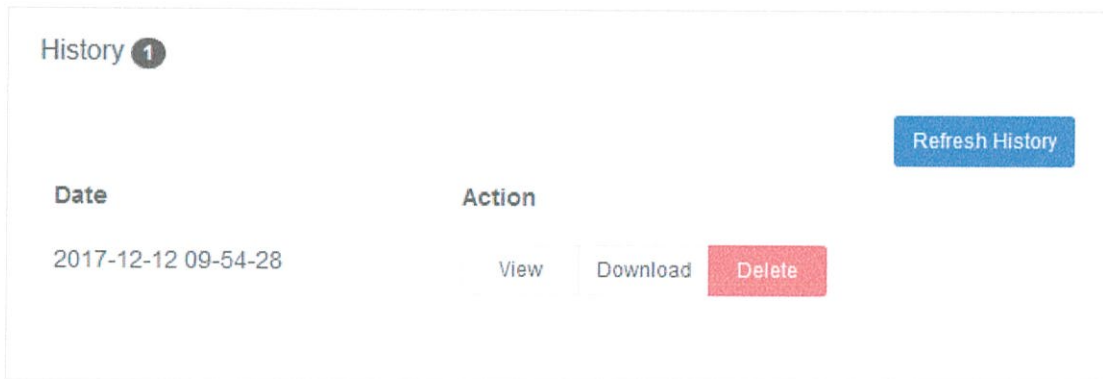 History 1
Refresh History
Date Action
2017-12-12 09-54-28 View Download Delete